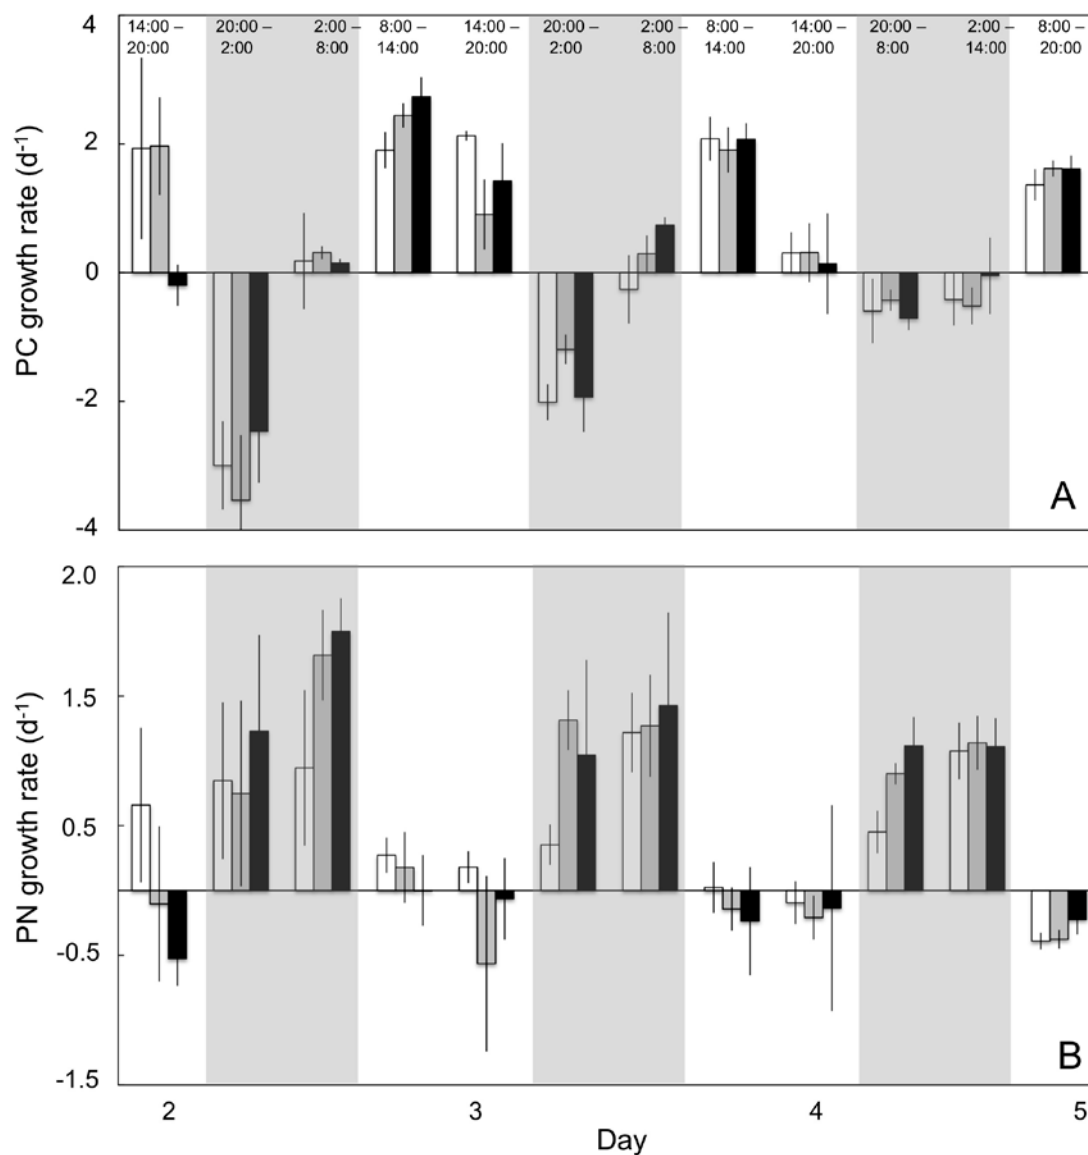 14:00 – 20:00 – 2:00 – 8:00 – 14:00 – 20:00 – 2:00 – 8:00 – 14:00 – 20:00 – 2:00 – 8:00 –
20:00 2:00 8:00 14:00 20:00 2:00 8:00 14:00 20:00 8:00 14:00 20:00
4
2
0
-2
-4
PC growth rate (d-1)
A
2.0
1.5
0.5
-0.5
-1.5
PN growth rate (d-1)
B
2 3 4 5
Day